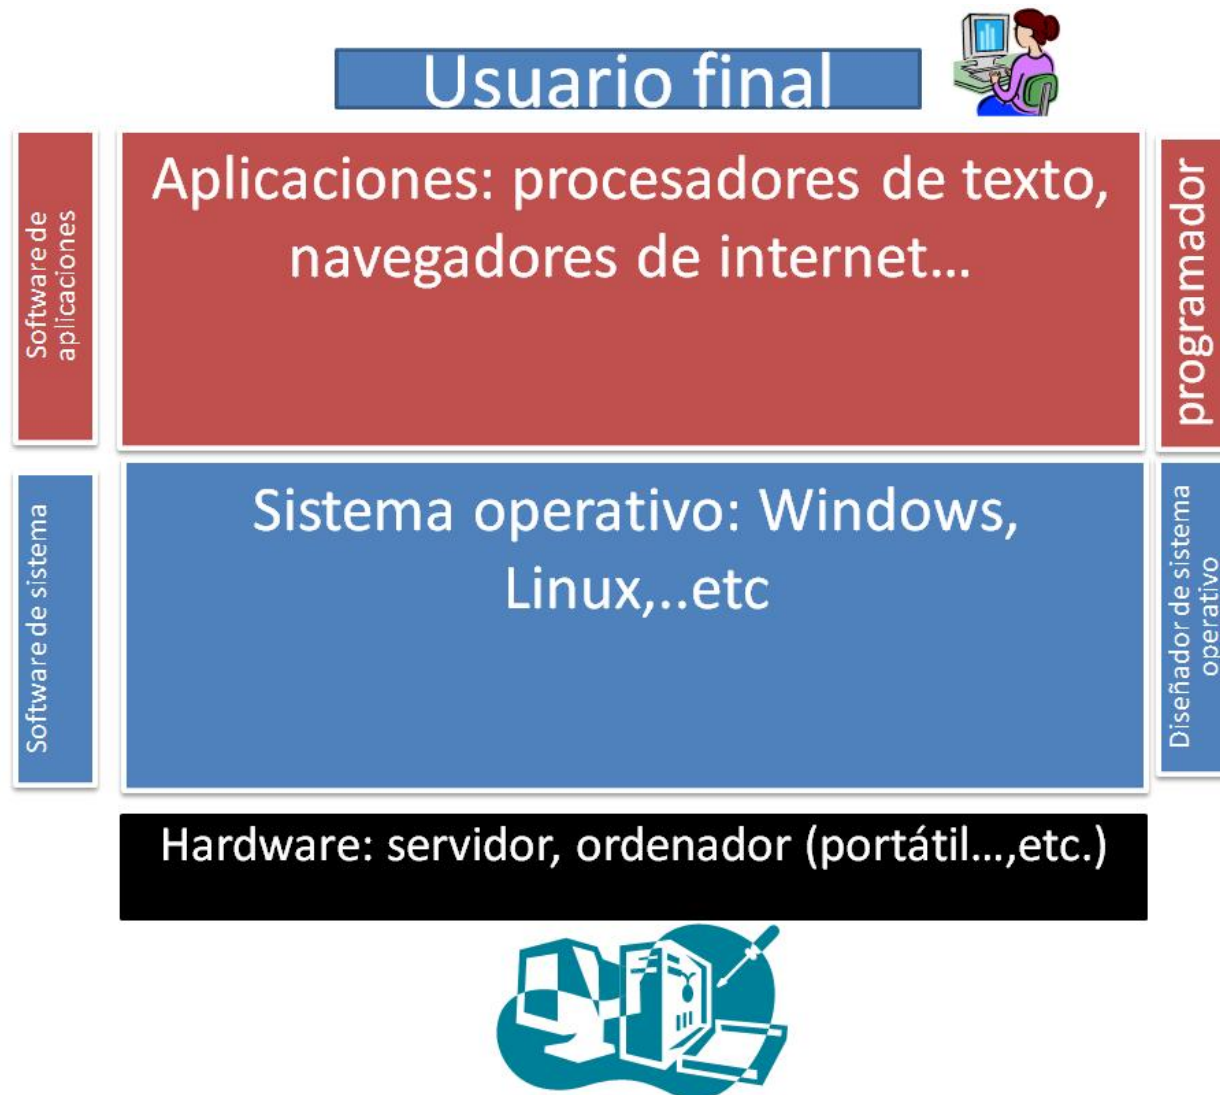 Usuario final
Software de
aplicaciones
Aplicaciones: procesadores de texto,
navegadores de internet...
programador
Software de sistema
Sistema operativo: Windows,
Linux,..etc
Diseñador de sistema
operativo
Hardware: servidor, ordenador (portátil...,etc.)